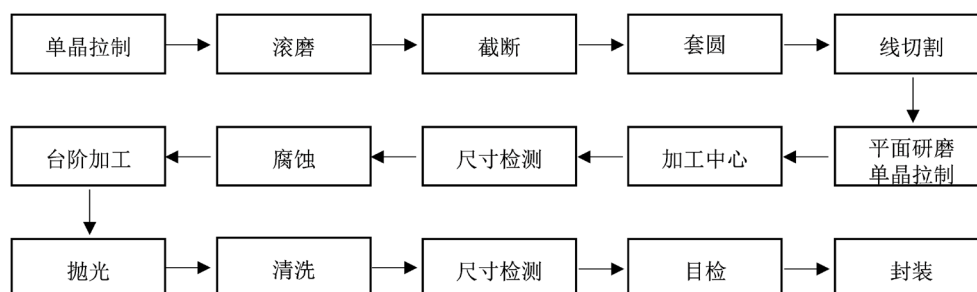 单晶拉制
滚磨
截断
套圆
线切割
平面研磨
单晶拉制
加工中心
尺寸检测
腐蚀
台阶加工
抛光
清洗
尺寸检测
目检
封装